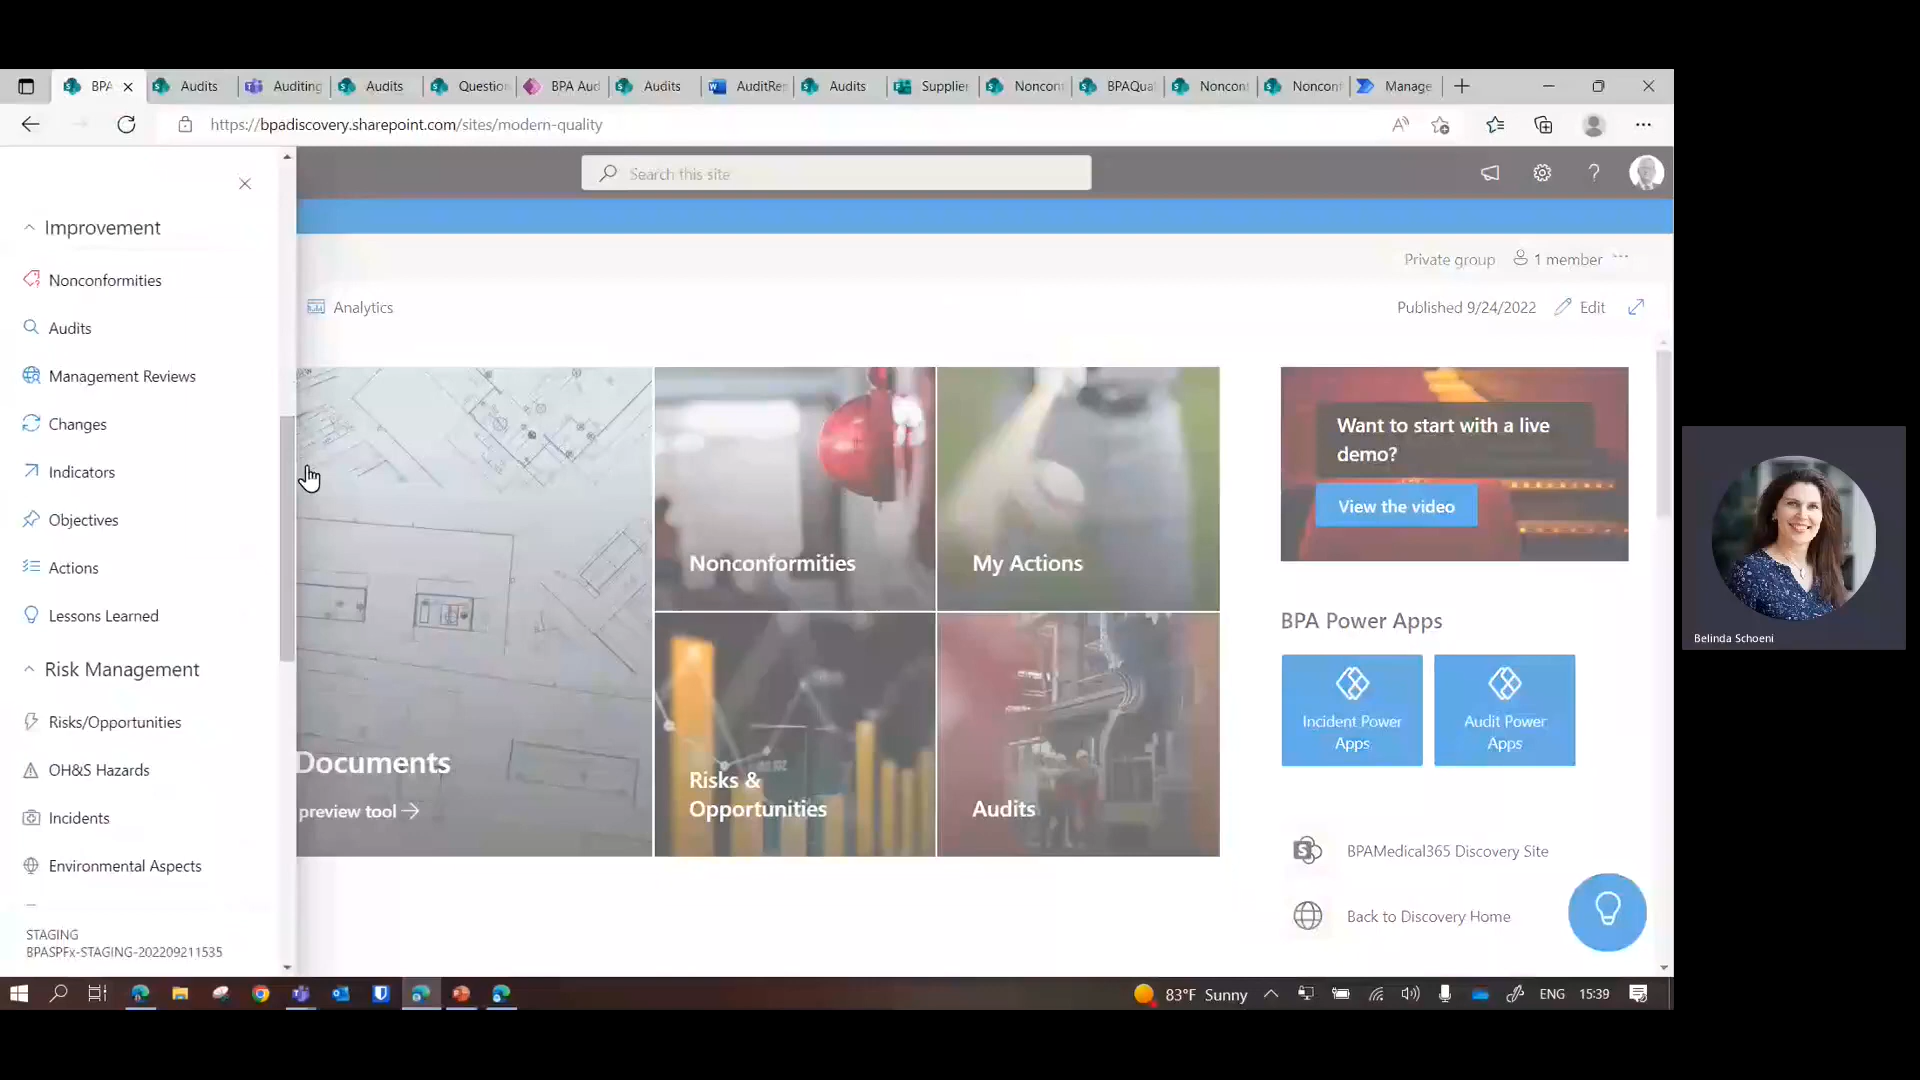 BPA
Audits
Auditing
Audits
Question
BPA Aud
Audits
AuditRes
Audits
Supplier
Noncon
BPAQua
Noncon
Nonconf
Manage
https://bpadiscovery.sharepoint.com/sites/modern-quality
Search this site
Private group
1 member
Analytics
Published 9/24/2022
Edit
Improvement
Nonconformities
Audits
Management Reviews
Changes
Indicators
Objectives
Actions
Lessons Learned
Risk Management
Risks/Opportunities
OH&S Hazards
Incidents
Environmental Aspects
STAGING
BPASPFx-STAGING-202209211535
Documents
preview tool
Nonconformities
My Actions
Risks &
Opportunities
Audits
Want to start with a live
demo?
View the video
BPA Power Apps
Incident Power
Apps
Audit Power
Apps
BPAMedical365 Discovery Site
Back to Discovery Home
Belinda Schoeni
83°F Sunny
ENG
15:39